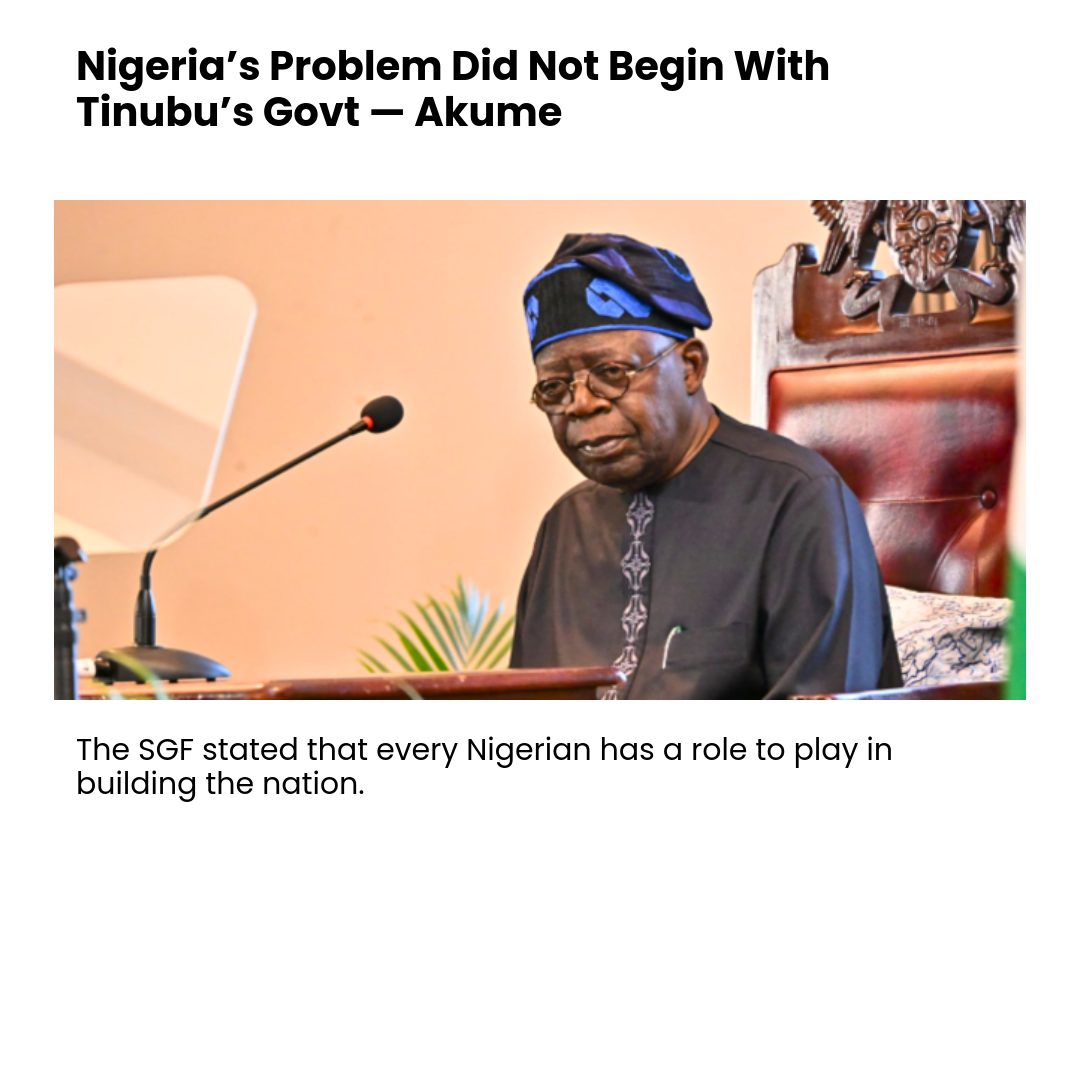 Nigeria’s Problem Did Not Begin With
Tinubu’s Govt — Akume
The SGF stated that every Nigerian has a role to play in
building the nation.